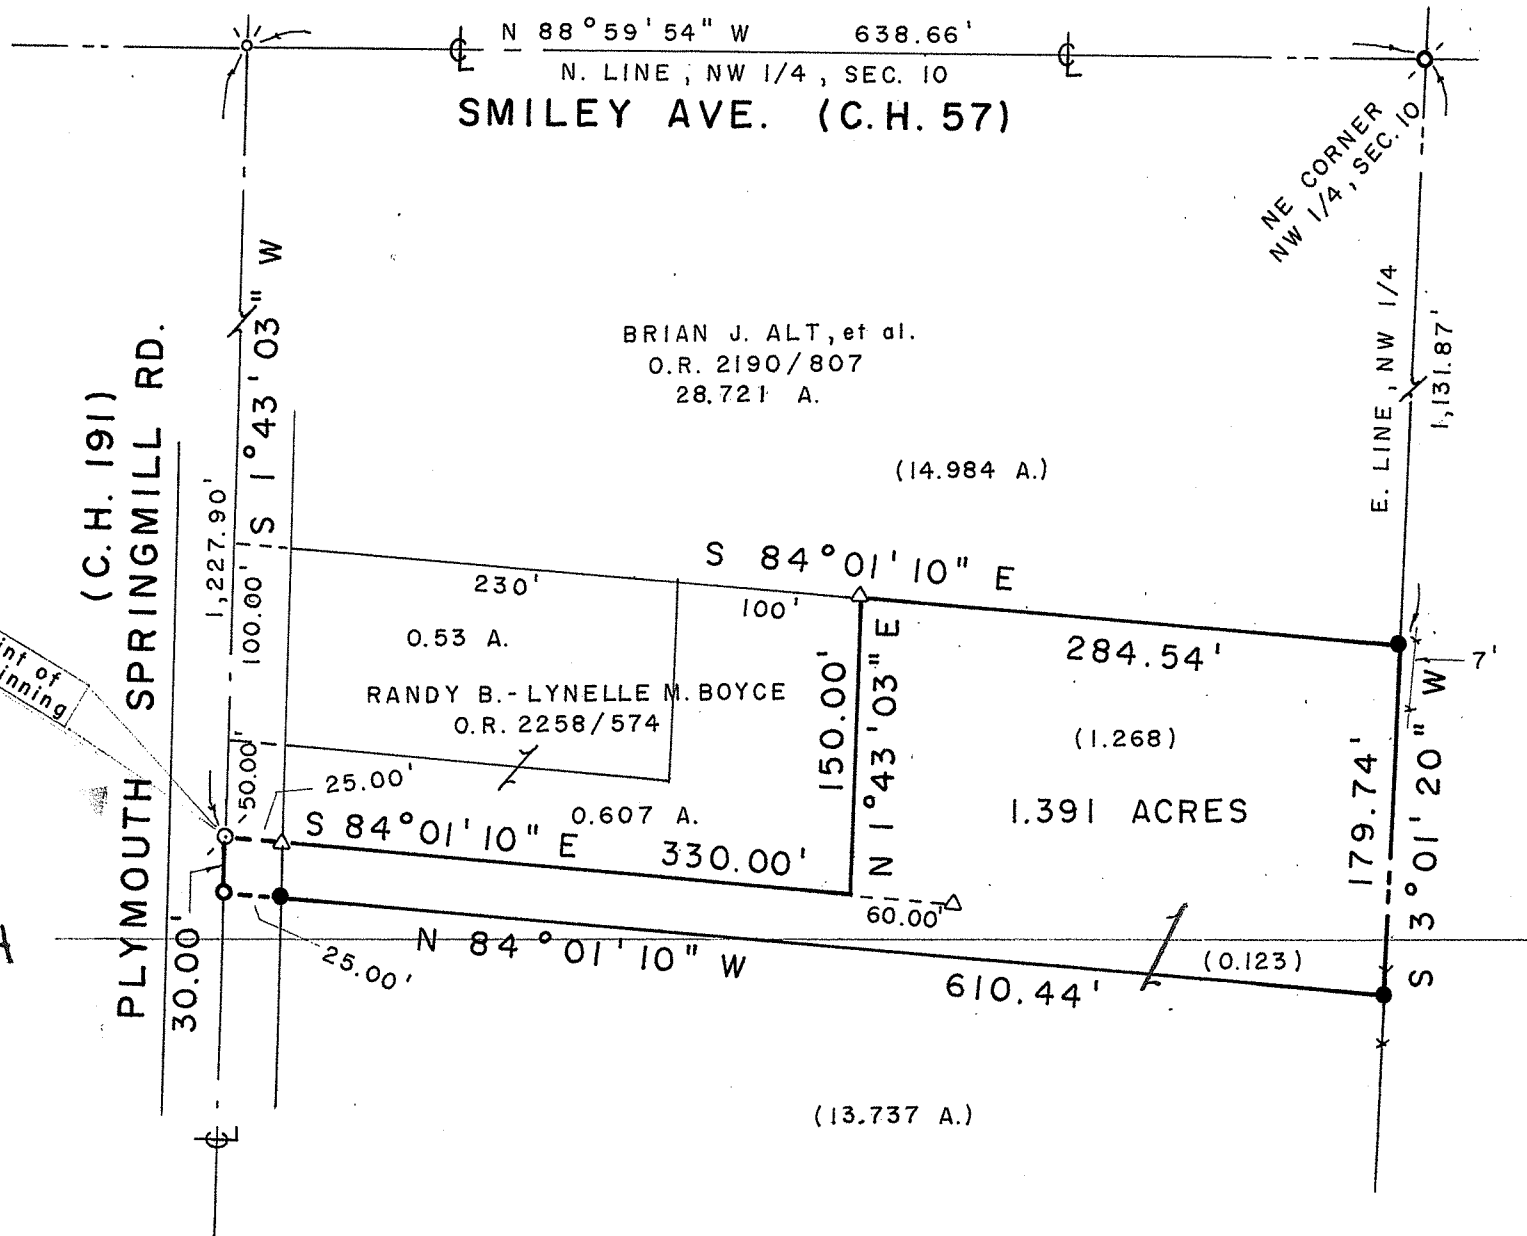 N 88°59'54" W 638.66'
N. LINE, NW 1/4, SEC. 10
SMILEY AVE. (C.H. 57)
NE CORNER
NW 1/4, SEC. 10
S 1°43'03" W
BRIAN J. ALT, et al.
O.R. 2190/807
28.721 A.
E. LINE, NW 1/4
1,131.87'
(C.H. 191)
PLYMOUTH SPRINGMILL RD.
1,227.90'
(14.984 A.)
S 84°01'10" E
100.00'
230'
100'
284.54'
0.53 A.
RANDY B.-LYNELLE M. BOYCE
O.R. 2258/574
150.00'
N 1°43'03" E
7'
(1.268)
1.391 ACRES
179.74'
S 3°01'20" W
of
50.00'
25.00'
0.607 A.
S 84°01'10" E 330.00'
60.00'
30.00'
25.00'
N 84°01'10" W
610.44'
(0.123)
(13.737 A.)